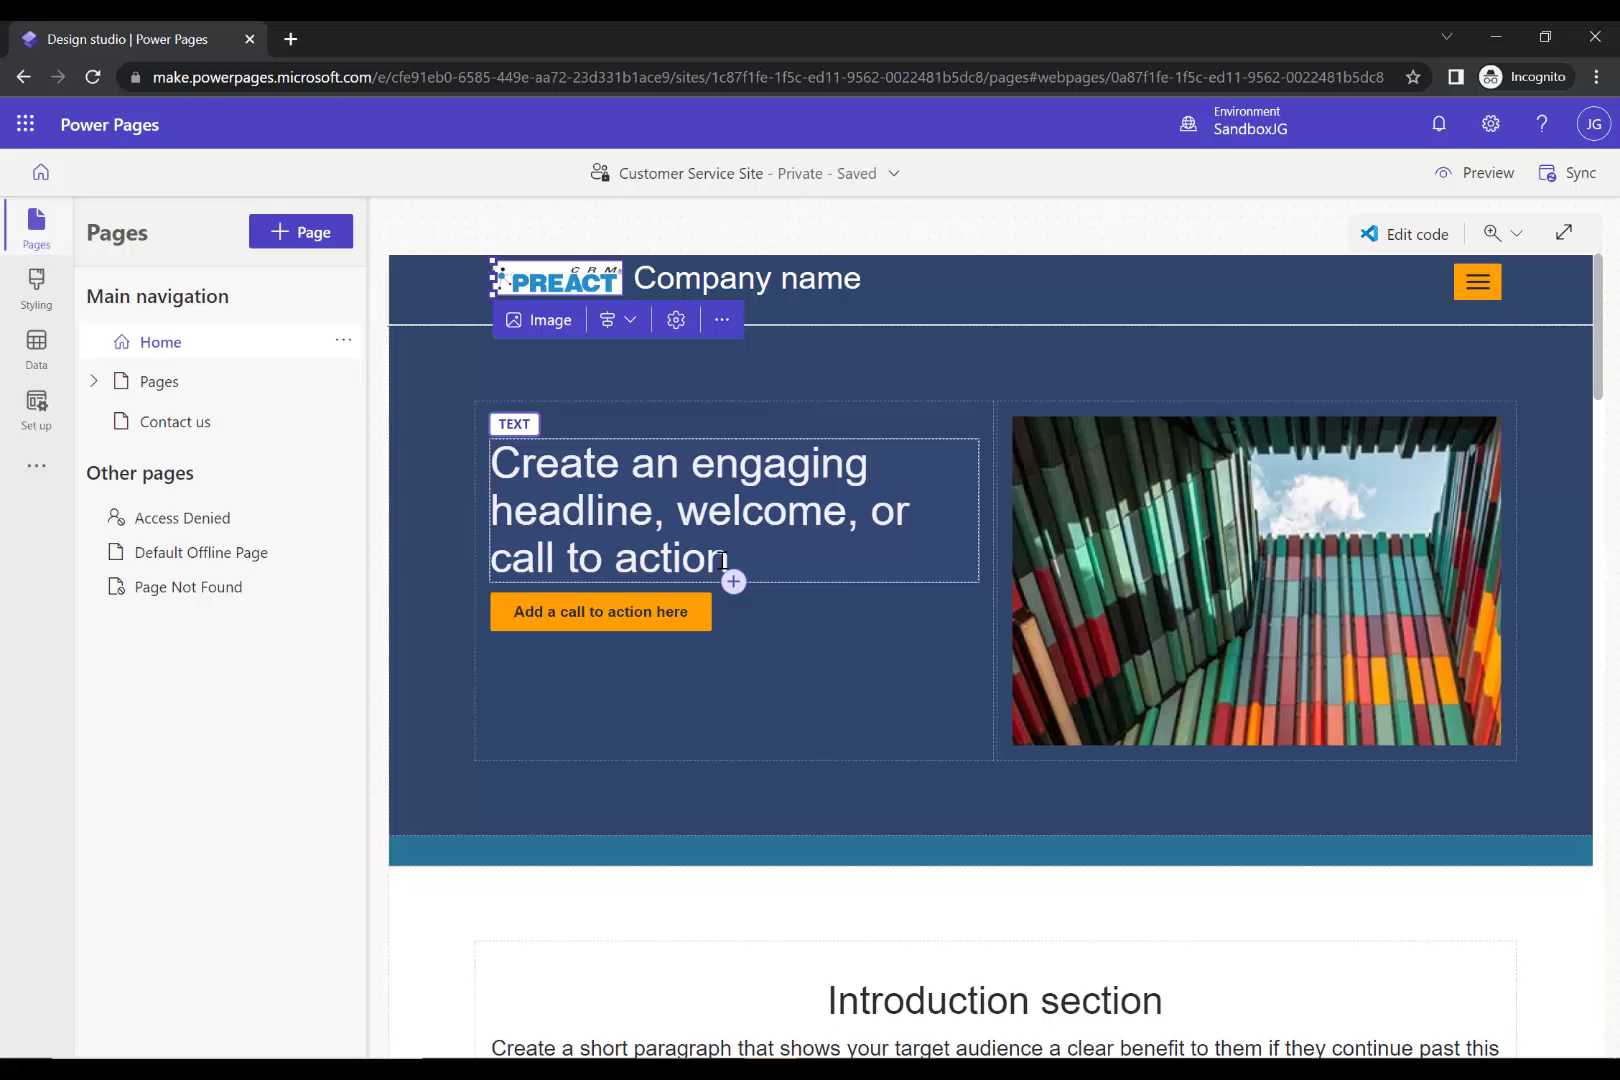 Design studio | Power Pages
make.powerpages.microsoft.com/e/cfe91eb0-6585-449e-aa72-23d331b1ace9/sites/1c87f1fe-1f5c-ed11-9562-0022481b5dc8/pages#webpages/0a87f1fe-1f5c-ed11-9562-0022481b5dc8
Incognito
Power Pages
Environment
SandboxJG
JG
Customer Service Site - Private - Saved
Preview
Sync
Pages
Styling
Data
Set up
Pages
Page
Main navigation
Home
Pages
Contact us
Other pages
Access Denied
Default Offline Page
Page Not Found
Edit code
CRM
PREACT
Company name
Image
TEXT
Create an engaging
headline, welcome, or
call to action
Add a call to action here
Introduction section
Create a short paragraph that shows your target audience a clear benefit to them if they continue past this